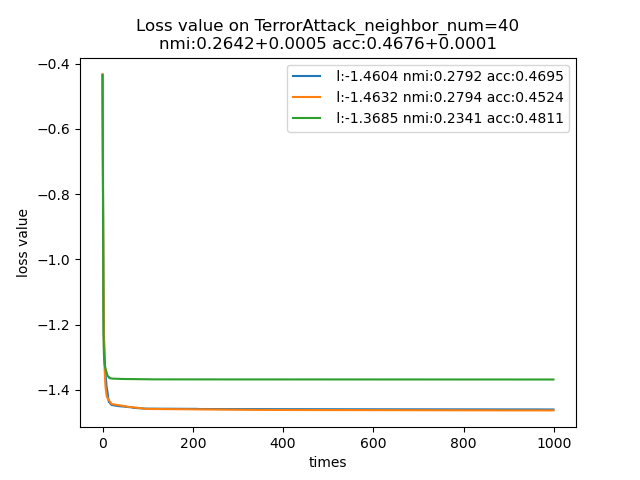 Loss value on TerrorAttack_neighbor_num=40
nmi:0.2642+0.0005 acc:0.4676+0.0001
l:-1.4604 nmi:0.2792 acc:0.4695
l:-1.4632 nmi:0.2794 acc:0.4524
l:-1.3685 nmi:0.2341 acc:0.4811
−0.4
−0.6
−0.8
−1.0
−1.2
−1.4
loss value
0 200 400 600 800 1000
times